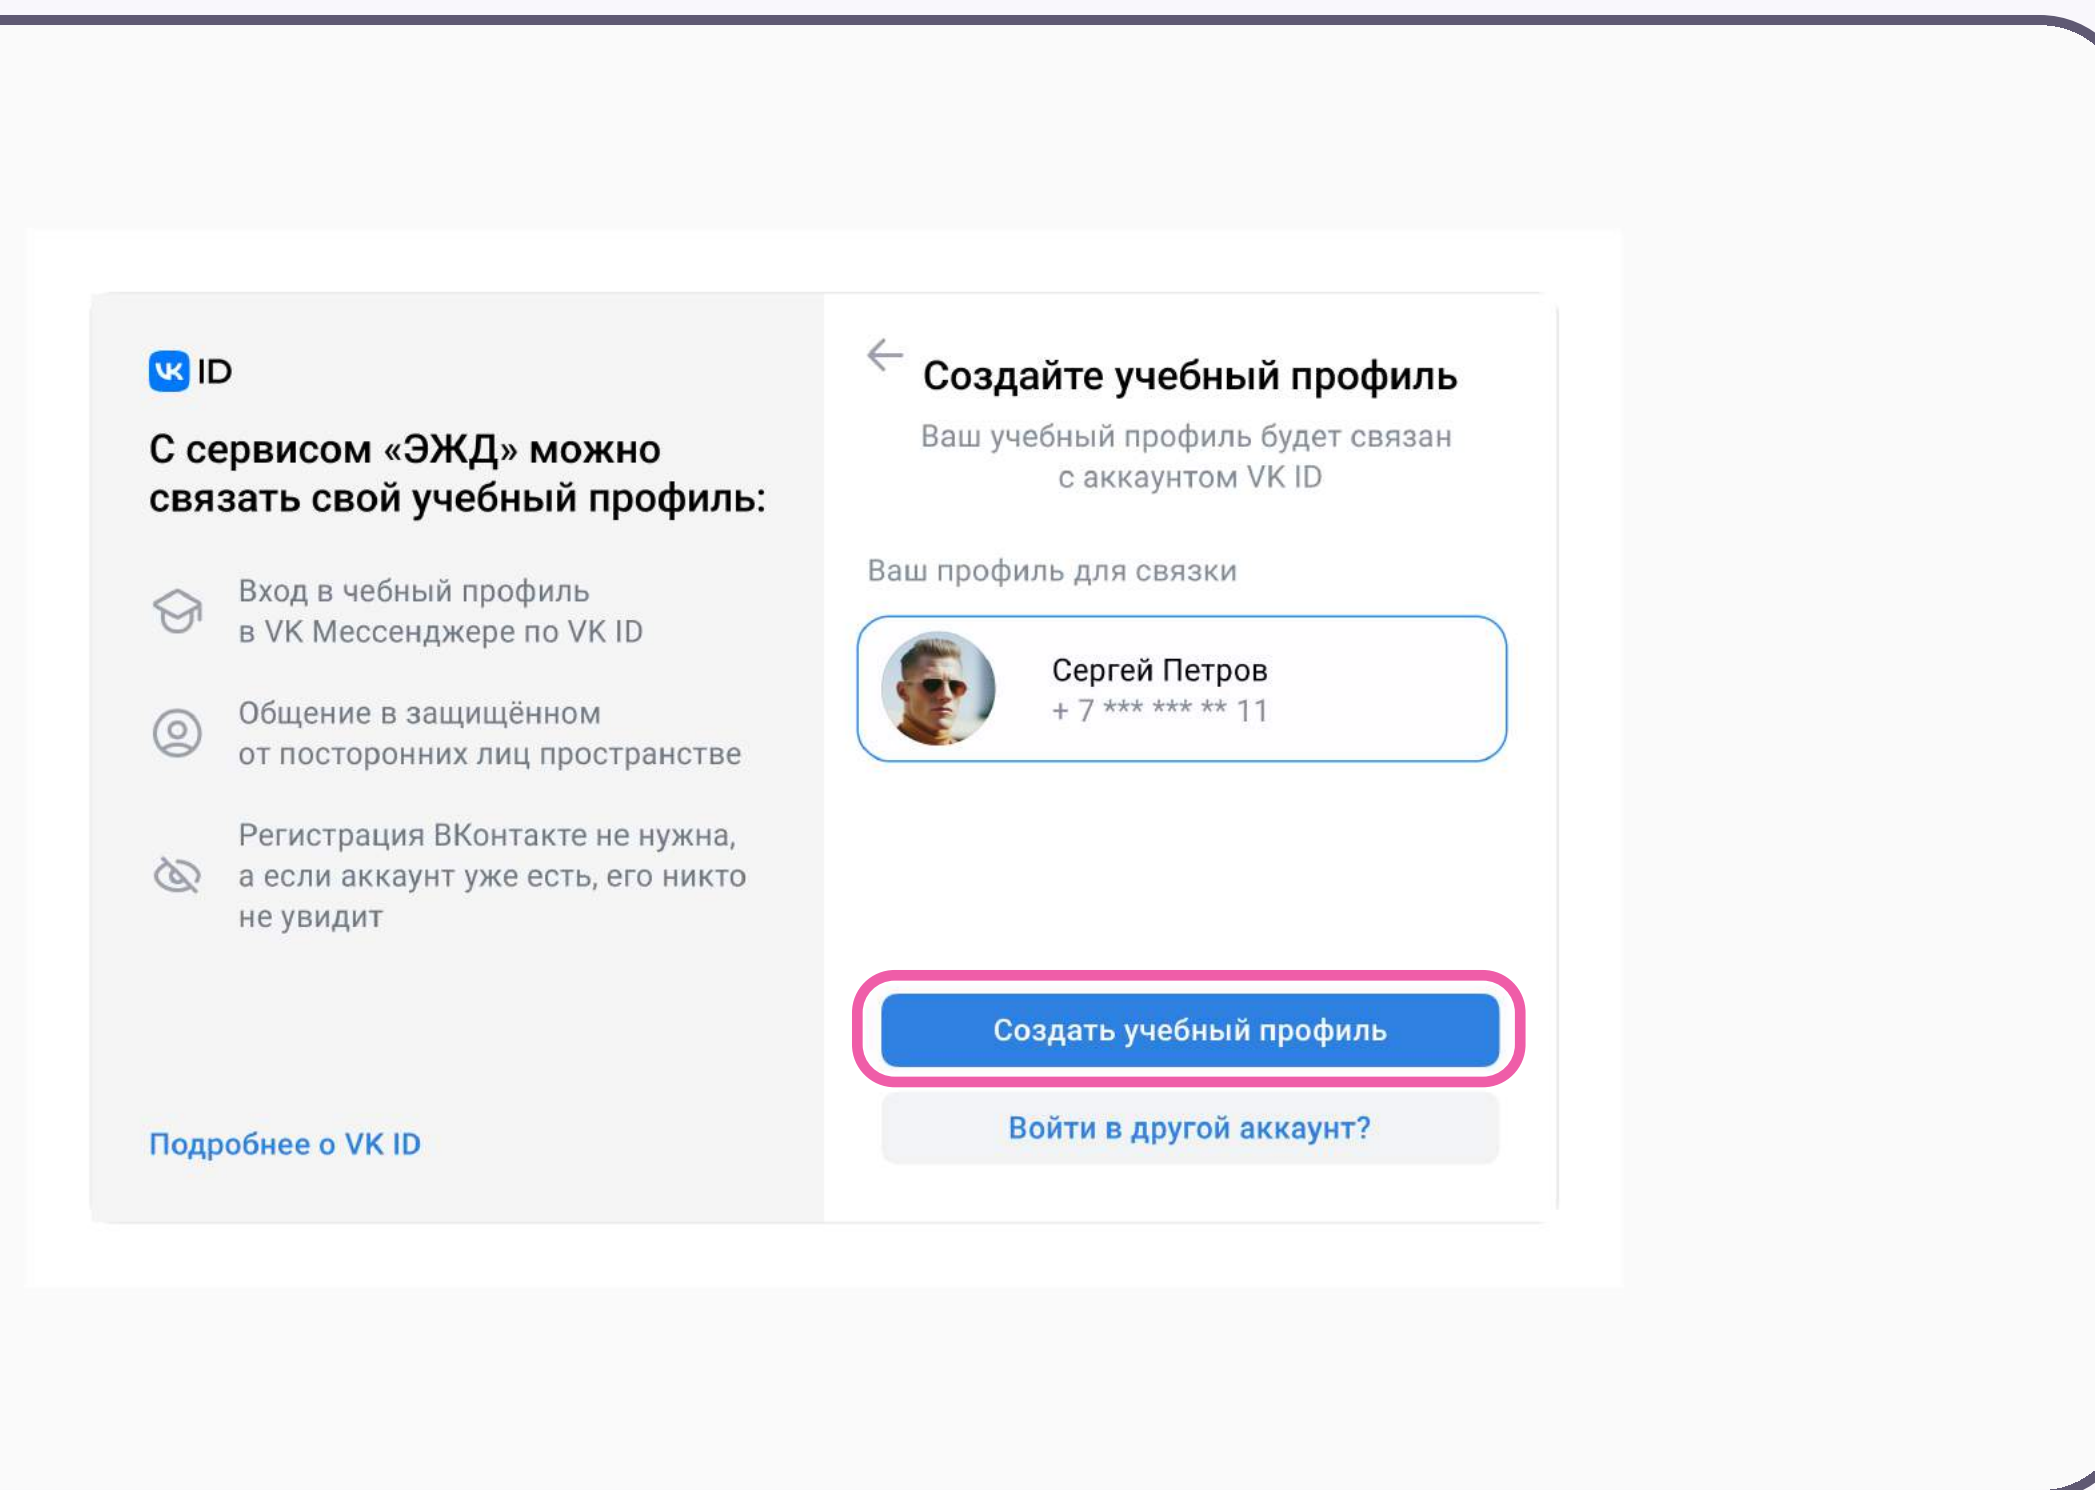 VK ID
С сервисом «ЭЖД» можно
связать свой учебный профиль:
Вход в чебный профиль
в VK Мессенджере по VK ID
Общение в защищённом
от посторонних лиц пространстве
Регистрация ВКонтакте не нужна,
а если аккаунт уже есть, его никто
не увидит
Подробнее о VK ID
Создайте учебный профиль
Ваш учебный профиль будет связан
с аккаунтом VK ID
Ваш профиль для связки
Сергей Петров
+ 7 *** *** ** 11
Создать учебный профиль
Войти в другой аккаунт?